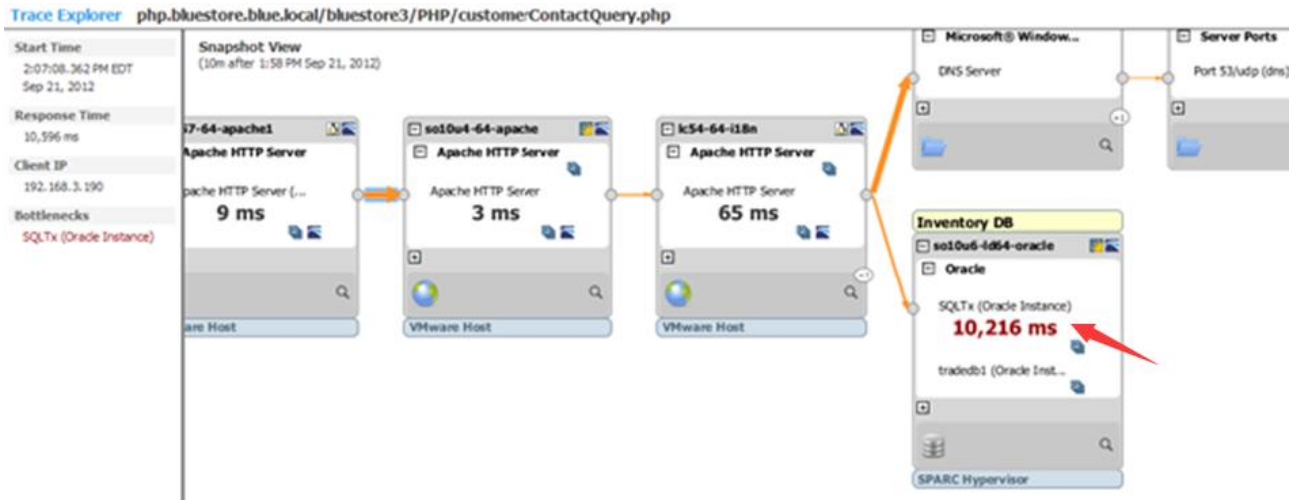 Trace Explorer php.bluestore.blue.local/bluestore3/PHP/customerContactQuery.php
Start Time
2:07:08.362 PM EDT
Sep 21, 2012
Response Time
10,596 ms
Client IP
192.168.3.190
Bottlenecks
SQLTx (Oracle Instance)
Snapshot View
(10m after 1:58 PM Sep 21, 2012)
57-64-apache1
Apache HTTP Server
pache HTTP Server (...
9 ms
are Host
so10u4-64-apache
Apache HTTP Server
Apache HTTP Server
3 ms
VMware Host
lc54-64-i18n
Apache HTTP Server
Apache HTTP Server
65 ms
VMware Host
Microsoft® Window...
DNS Server
Server Ports
Port 53/udp (dns)
Inventory DB
so10u6-ld64-oracle
Oracle
SQLTx (Oracle Instance)
10,216 ms
tradedb1 (Oracle Inst...
SPARC Hypervisor